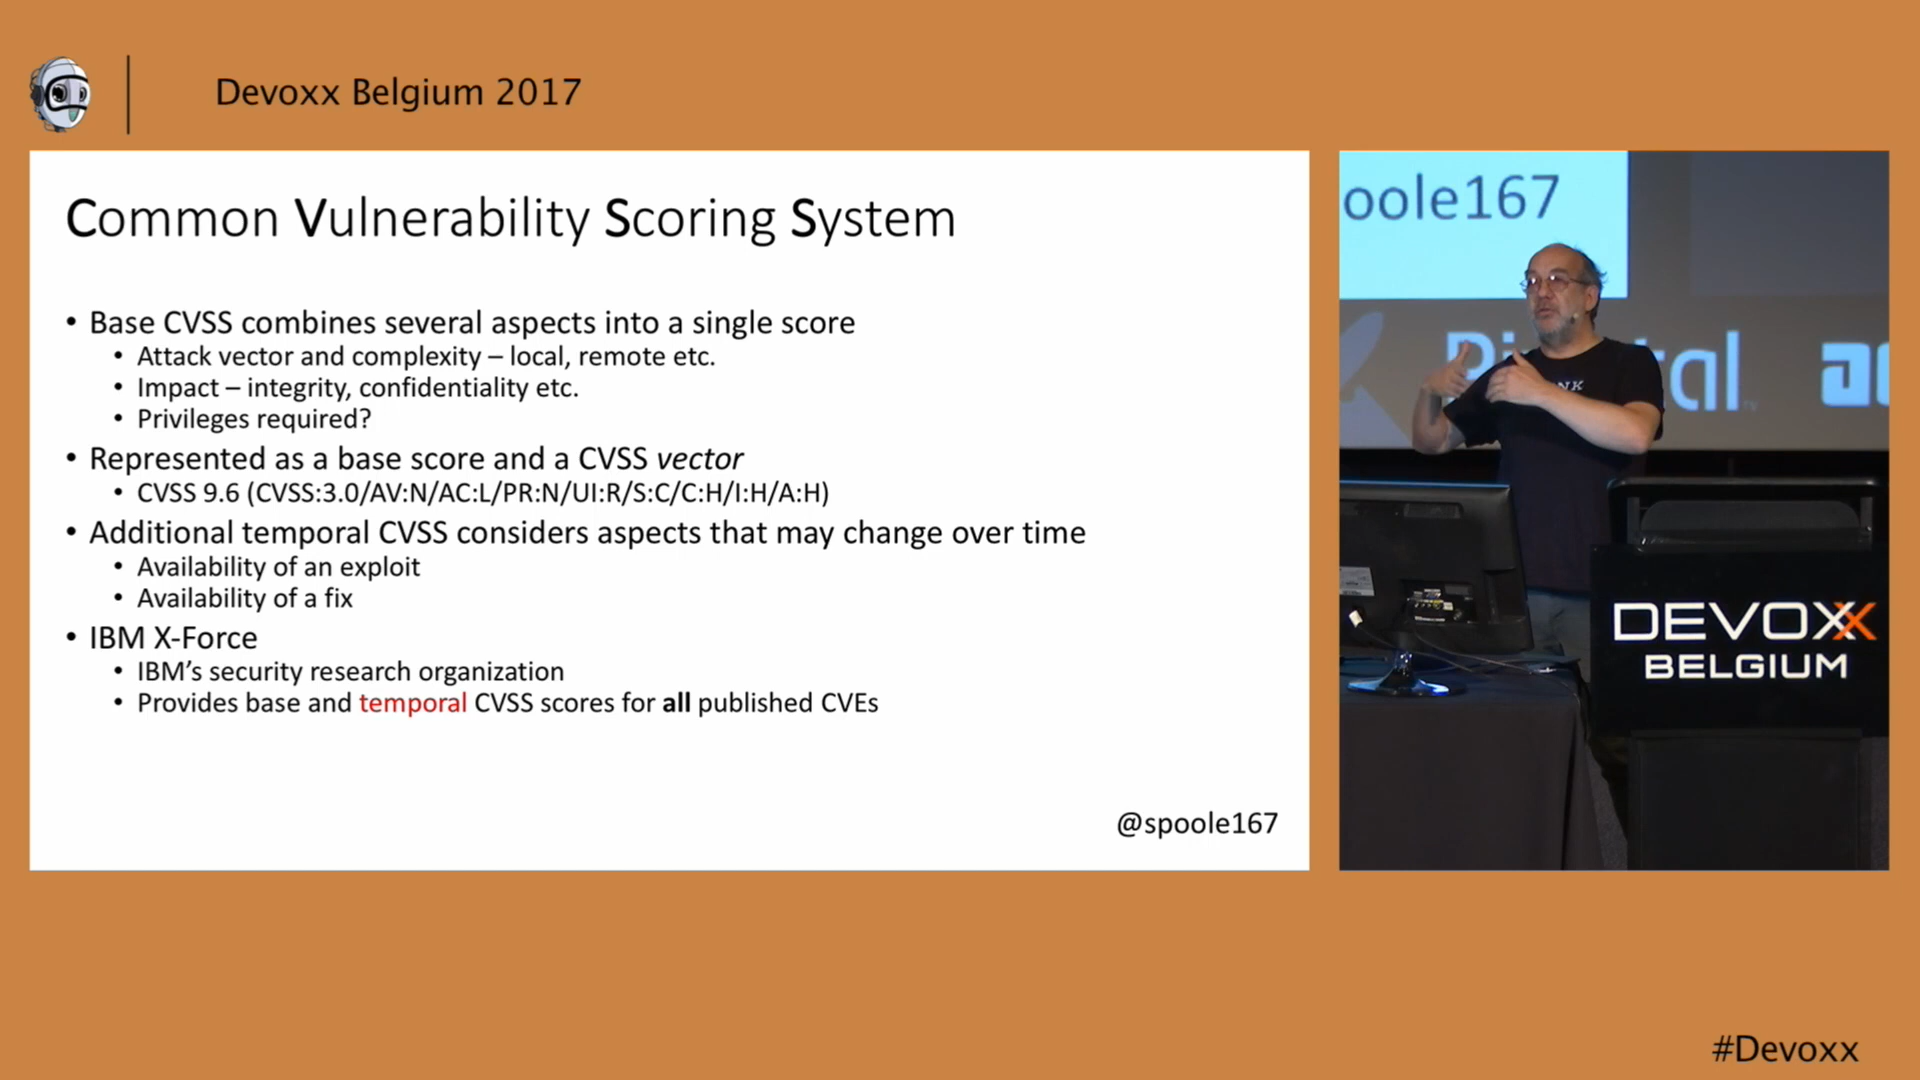 Devoxx Belgium 2017
Common Vulnerability Scoring System
• Base CVSS combines several aspects into a single score
• Attack vector and complexity – local, remote etc.
• Impact – integrity, confidentiality etc.
• Privileges required?
• Represented as a base score and a CVSS vector
• CVSS 9.6 (CVSS:3.0/AV:N/AC:L/PR:N/UI:R/S:C/C:H/I:H/A:H)
• Additional temporal CVSS considers aspects that may change over time
• Availability of an exploit
• Availability of a fix
• IBM X-Force
• IBM’s security research organization
• Provides base and temporal CVSS scores for all published CVEs
@spoole167
oole167
DEVOXX
BELGIUM
#Devoxx